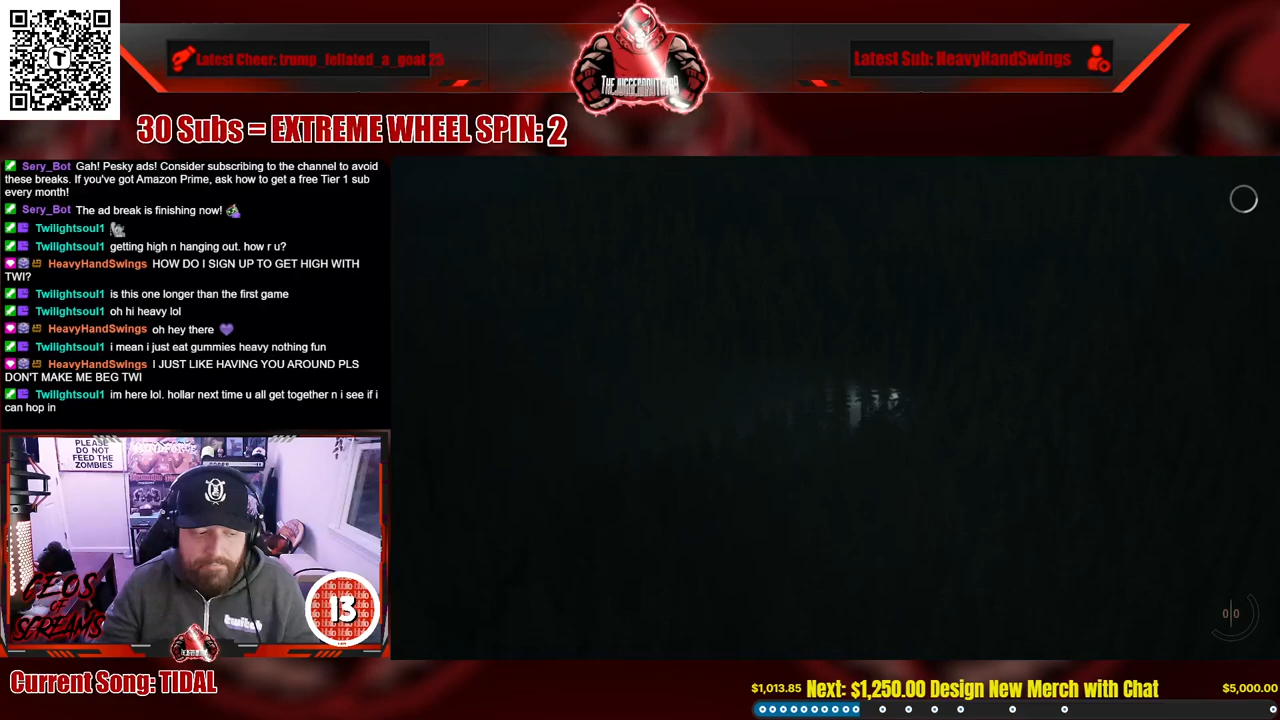 Latest Cheer: trump_fellated_a_goat 25
Latest Sub: HeavyHandSwings
30 Subs = EXTREME WHEEL SPIN: 2
Sery_Bot Gah! Pesky ads! Consider subscribing to the channel to avoid
these breaks. If you've got Amazon Prime, ask how to get a free Tier 1 sub
every month!
Sery_Bot The ad break is finishing now!
Twilightsoul1
Twilightsoul1 getting high n hanging out. how r u?
HeavyHandSwings HOW DO I SIGN UP TO GET HIGH WITH
TWI?
Twilightsoul1 is this one longer than the first game
Twilightsoul1 oh hi heavy lol
HeavyHandSwings oh hey there 💜
Twilightsoul1 i mean i just eat gummies heavy nothing fun
HeavyHandSwings I JUST LIKE HAVING YOU AROUND PLS
DON'T MAKE ME BEG TWI
Twilightsoul1 im here lol. hollar next time u all get together n i see if i
can hop in
PLEASE
DO NOT
FEED THE
ZOMBIES
twitch
GEOS
OF
SCREAMS
13
0|0
Current Song: TIDAL
$1,013.85 Next: $1,250.00 Design New Merch with Chat $5,000.00